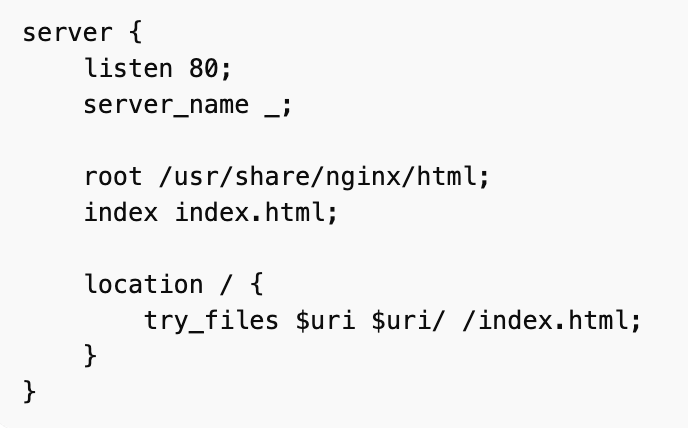 server {
    listen 80;
    server_name _;

    root /usr/share/nginx/html;
    index index.html;

    location / {
        try_files $uri $uri/ /index.html;
    }
}